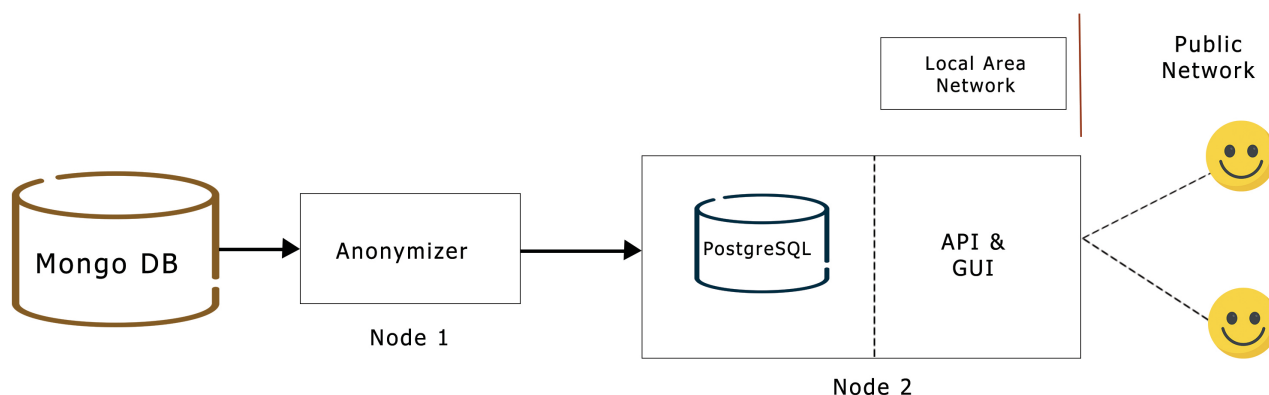 Local Area
Network
Public
Network
Mongo DB
Anonymizer
PostgreSQL
API &
GUI
Node 1
Node 2